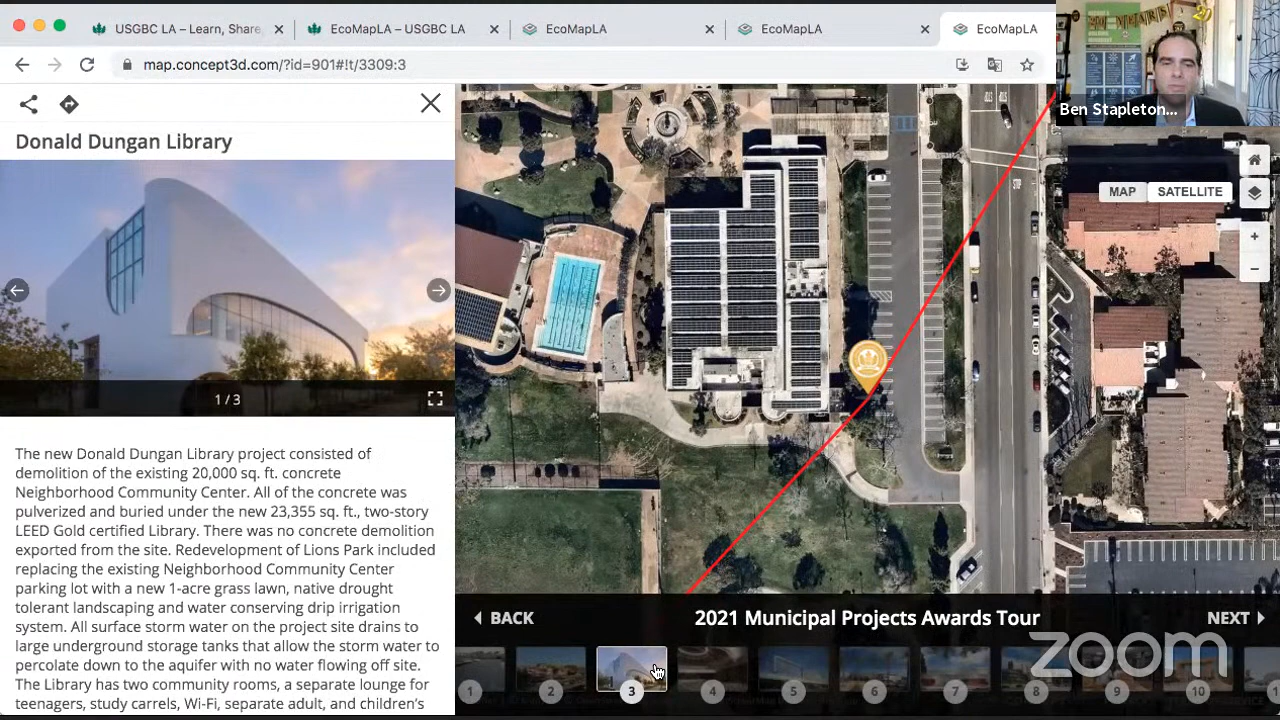 USGBC LA – Learn, Share
EcoMapLA – USGBC LA
EcoMapLA
EcoMapLA
EcoMapLA
map.concept3d.com/?id=901#!t/3309:3
Ben Stapleton...
Donald Dungan Library
MAP
SATELLITE
STOP
1 / 3
The new Donald Dungan Library project consisted of
demolition of the existing 20,000 sq. ft. concrete
Neighborhood Community Center. All of the concrete was
pulverized and buried under the new 23,355 sq. ft., two-story
LEED Gold certified Library. There was no concrete demolition
exported from the site. Redevelopment of Lions Park included
replacing the existing Neighborhood Community Center
parking lot with a new 1-acre grass lawn, native drought
tolerant landscaping and water conserving drip irrigation
system. All surface storm water on the project site drains to
large underground storage tanks that allow the storm water to
percolate down to the aquifer with no water flowing off site.
The Library has two community rooms, a separate lounge for
teenagers, study carrels, Wi-Fi, separate adult, and children's
BACK
2021 Municipal Projects Awards Tour
NEXT
zoom
1
2
3
4
5
6
7
8
9
10